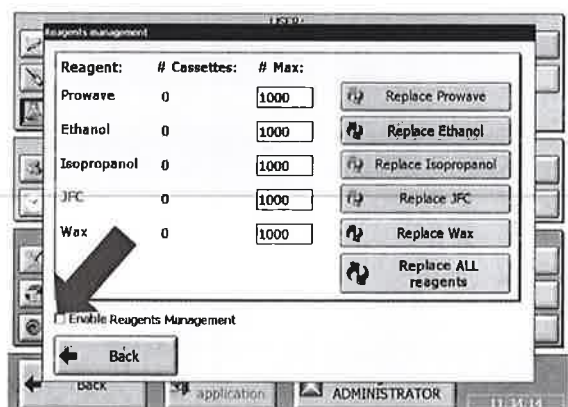 USER:
Reagents management
Reagent: # Cassettes: # Max:
Prowave 0 1000 Replace Prowave
Ethanol 0 1000 Replace Ethanol
Isopropanol 0 1000 Replace Isopropanol
JFC 0 1000 Replace JFC
Wax 0 1000 Replace Wax
Replace ALL
reagents
Enable Reagents Management
Back
Back application ADMINISTRATOR